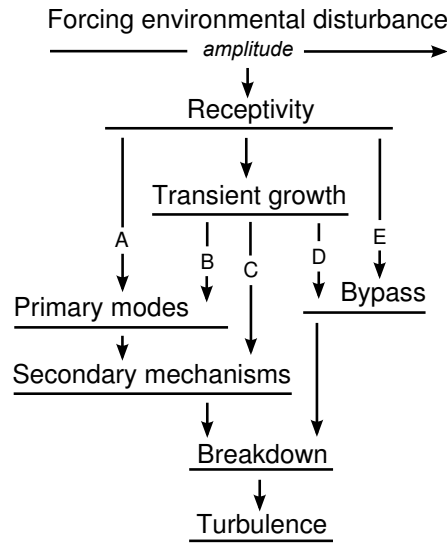 Forcing environmental disturbance
amplitude
Receptivity
Transient growth
A
B
C
D
E
Primary modes
Bypass
Secondary mechanisms
Breakdown
Turbulence